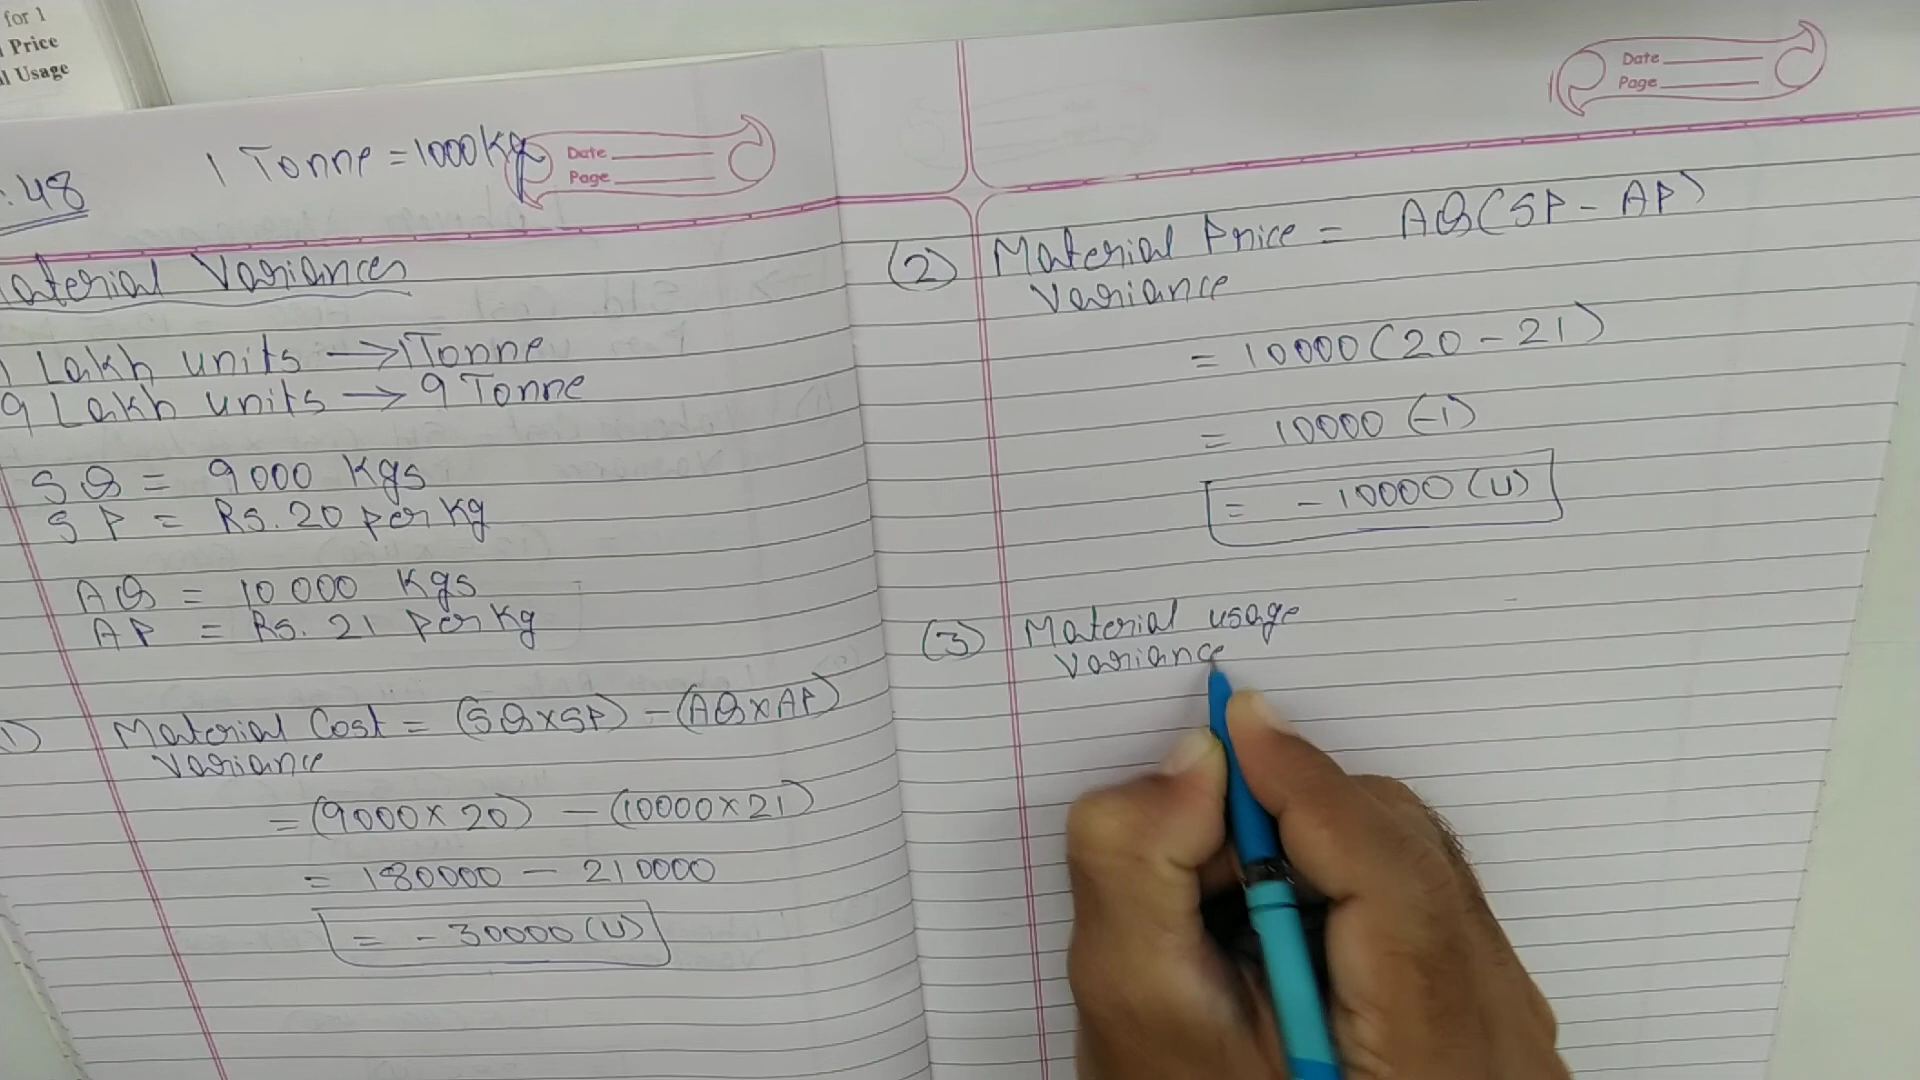 for 1
Price
Usage
48
1 Tonne = 1000 Kg
Date
Page
Material Variances
1 Lakh units → 1 Tonne
9 Lakh units → 9 Tonne
SQ = 9000 Kgs
SP = Rs. 20 per Kg
AQ = 10000 Kgs
AP = Rs. 21 per Kg
1) Material Cost = (SQ×SP) - (AQ×AP)
Variance
= (9000 × 20) - (10000 × 21)
= 180000 - 210000
= - 30000 (U)
Date
Page
(2) Material Price = AQ(SP - AP)
Variance
= 10000 (20 - 21)
= 10000 (-1)
= - 10000 (U)
(3) Material usage
Variance